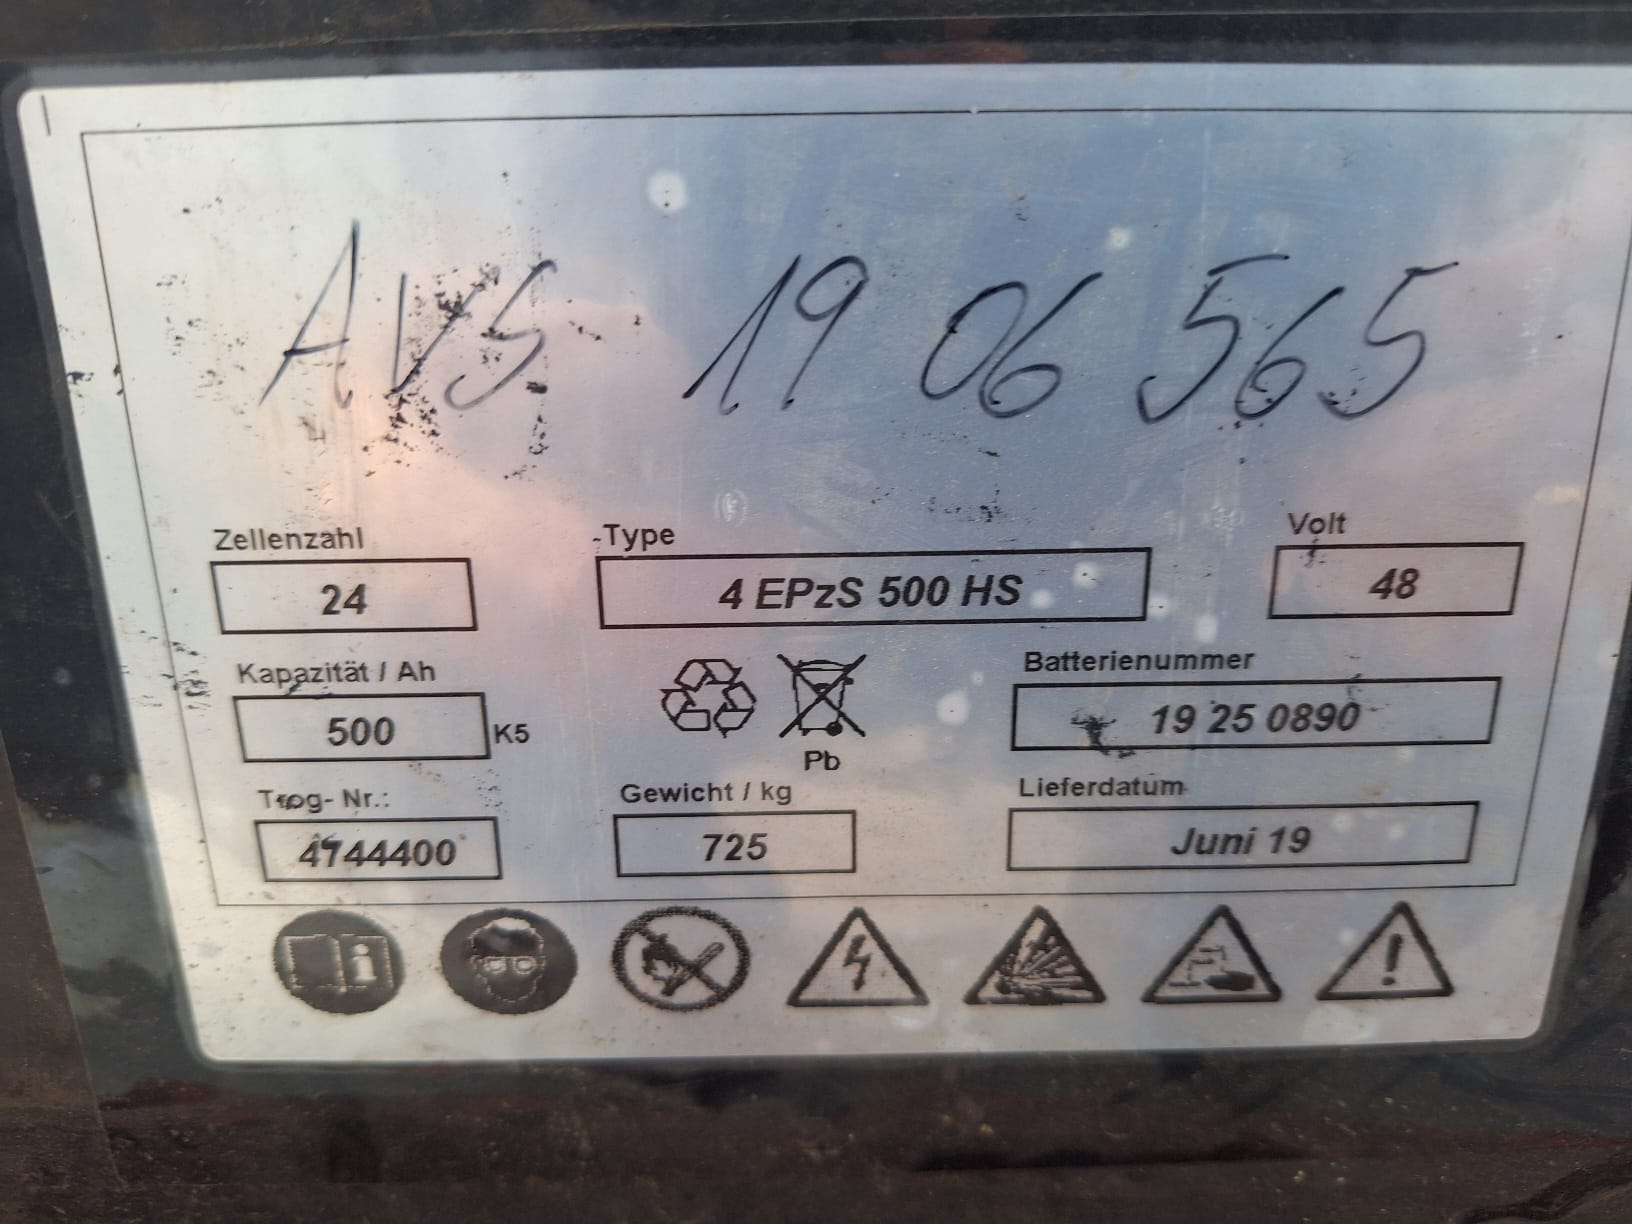 AVS 19 06 565
Zellenzahl Type Volt
24 4 EPzS 500 HS 48
Kapazität / Ah Batterienummer
500 K5 19 25 0890
Pb
Trog- Nr.: Gewicht / kg Lieferdatum
4744400 725 Juni 19